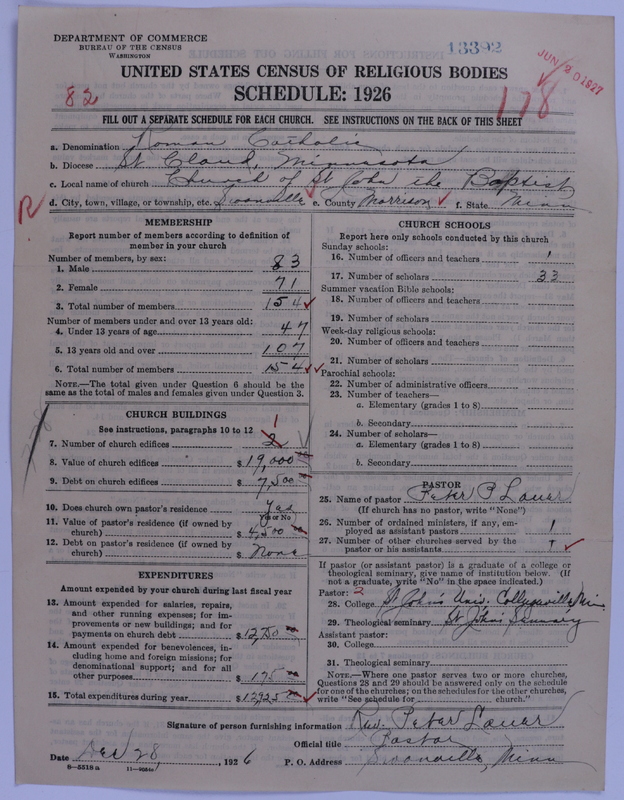 DEPARTMENT OF COMMERCE
BUREAU OF THE CENSUS
WASHINGTON
13392
JUN 20 1927
UNITED STATES CENSUS OF RELIGIOUS BODIES
SCHEDULE: 1926
82
178
FILL OUT A SEPARATE SCHEDULE FOR EACH CHURCH. SEE INSTRUCTIONS ON THE BACK OF THIS SHEET
a. Denomination Roman Catholic
b. Diocese St Cloud, Minnasota
c. Local name of church Church of St John the Baptist
d. City, town, village, or township, etc. Swanville e. County Morrison f. State Minn
R
MEMBERSHIP
Report number of members according to definition of member in your church
Number of members, by sex:
1. Male 83
2. Female 71
3. Total number of members 154
Number of members under and over 13 years old:
4. Under 13 years of age 47
5. 13 years old and over 107
6. Total number of members 154
NOTE.—The total given under Question 6 should be the same as the total of males and females given under Question 3.
CHURCH BUILDINGS
See instructions, paragraphs 10 to 12
7. Number of church edifices 2 1
8. Value of church edifices $ 19,000
9. Debt on church edifices $ 7,500
10. Does church own pastor's residence Yes
Yes or No
11. Value of pastor's residence (if owned by church) $ 4,500
12. Debt on pastor's residence (if owned by church) $ None
EXPENDITURES
Amount expended by your church during last fiscal year
13. Amount expended for salaries, repairs, and other running expenses; for improvements or new buildings; and for payments on church debt $ 12,750
14. Amount expended for benevolences, including home and foreign missions; for denominational support; and for all other purposes $ 175
15. Total expenditures during year $ 12,925
CHURCH SCHOOLS
Report here only schools conducted by this church
Sunday schools:
16. Number of officers and teachers 1
17. Number of scholars 33
Summer vacation Bible schools:
18. Number of officers and teachers
19. Number of scholars
Week-day religious schools:
20. Number of officers and teachers
21. Number of scholars
Parochial schools:
22. Number of administrative officers
23. Number of teachers—
a. Elementary (grades 1 to 8)
b. Secondary
24. Number of scholars—
a. Elementary (grades 1 to 8)
b. Secondary
PASTOR
25. Name of pastor Peter P Lauer
(If church has no pastor, write "None")
26. Number of ordained ministers, if any, employed as assistant pastors 1
27. Number of other churches served by the pastor or his assistants 1
If pastor (or assistant pastor) is a graduate of a college or theological seminary, give name of institution below. (If not a graduate, write "No" in the space indicated.)
Pastor: 2
28. College St John's Univ. Collegeville Min
29. Theological seminary St John's Seminary
Assistant pastor:
30. College
31. Theological seminary
NOTE.—Where one pastor serves two or more churches, Questions 28 and 29 should be answered only on the schedule for one of the churches; on the schedules for the other churches, write "See schedule for church."
Signature of person furnishing information Rev. Peter Lauer
Official title Pastor
Date Dec 28, 1926 P. O. Address Swanville, Minn
6—5518a